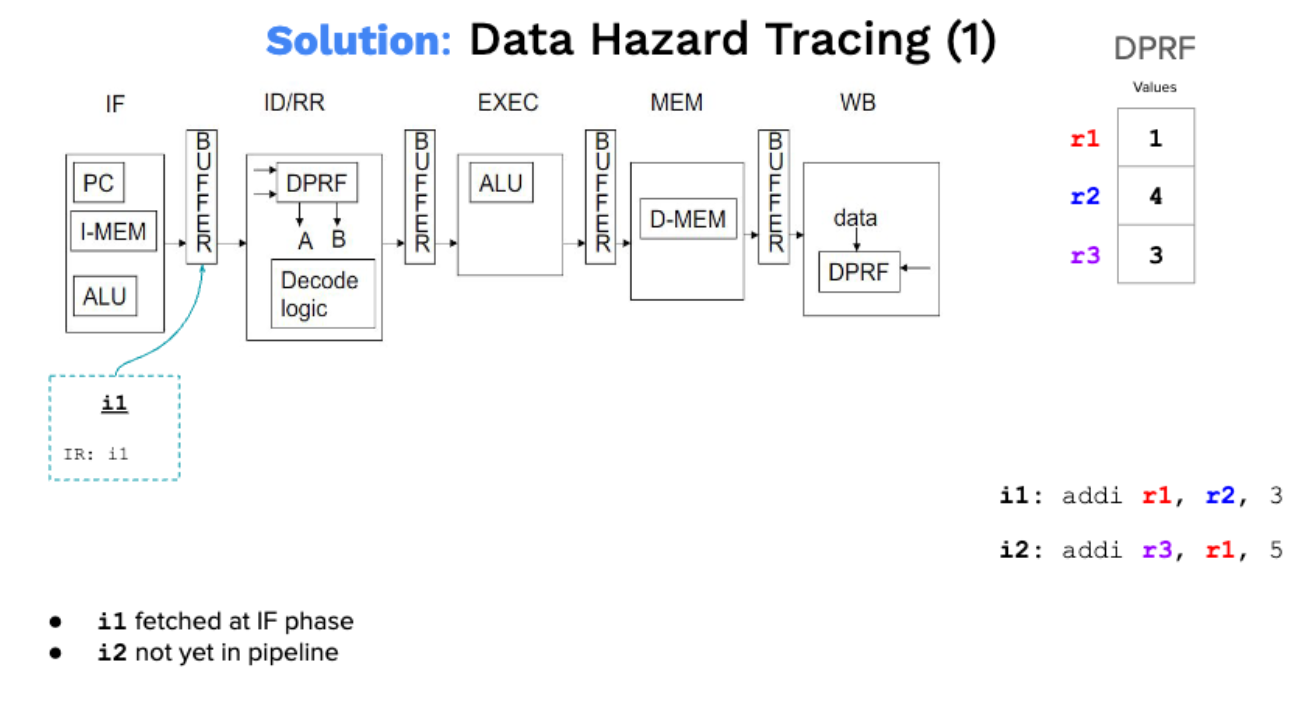 Solution: Data Hazard Tracing (1)
DPRF
Values
r1 1
r2 4
r3 3
IF
ID/RR
EXEC
MEM
WB
PC
I-MEM
ALU
BUFFER
DPRF
A B
Decode
logic
BUFFER
ALU
BUFFER
D-MEM
BUFFER
data
DPRF
i1
IR: i1
i1: addi r1, r2, 3
i2: addi r3, r1, 5
● i1 fetched at IF phase
● i2 not yet in pipeline